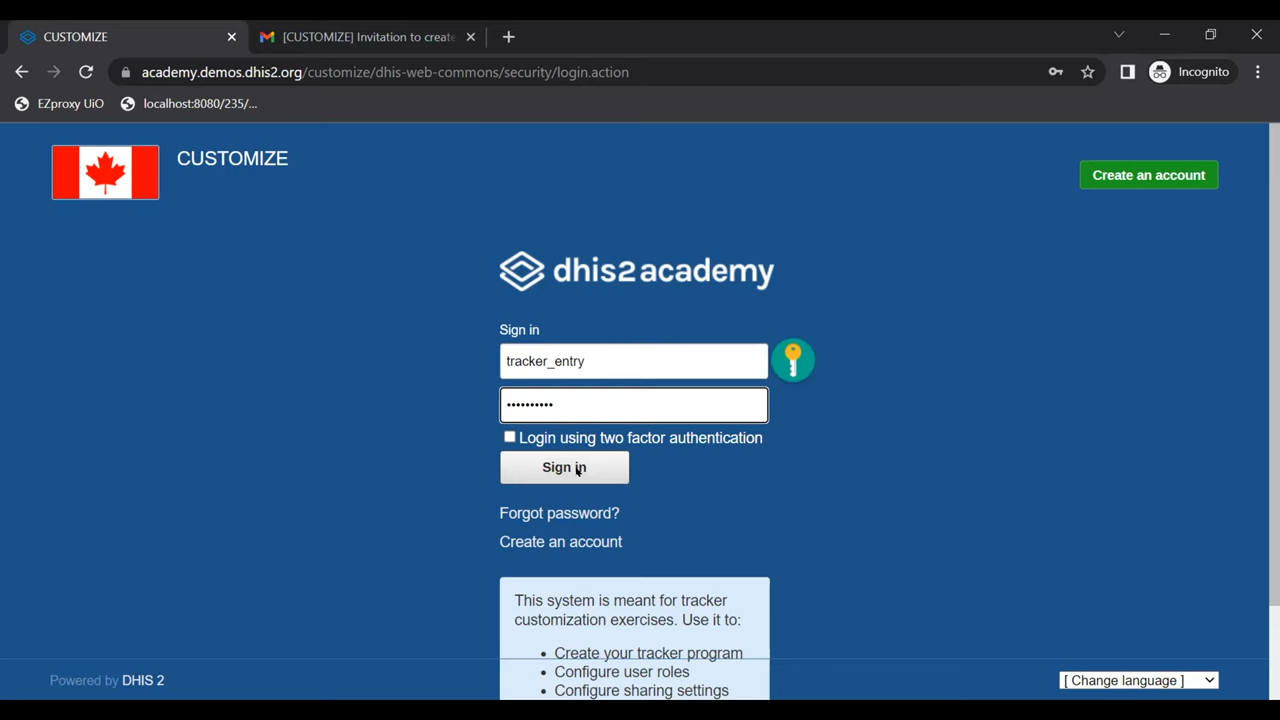 CUSTOMIZE
[CUSTOMIZE] Invitation to create
academy.demos.dhis2.org/customize/dhis-web-commons/security/login.action
Incognito
EZproxy UiO
localhost:8080/235/...
CUSTOMIZE
Create an account
dhis2 academy
Sign in
tracker_entry
••••••••••
Login using two factor authentication
Sign in
Forgot password?
Create an account
This system is meant for tracker
customization exercises. Use it to:
• Create your tracker program
• Configure user roles
• Configure sharing settings
Powered by DHIS 2
[ Change language ]